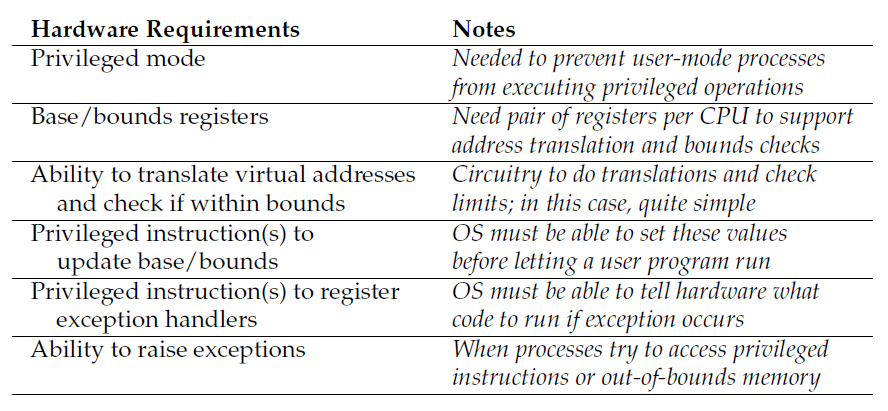 Hardware Requirements Notes
Privileged mode Needed to prevent user-mode processes
from executing privileged operations
Base/bounds registers Need pair of registers per CPU to support
address translation and bounds checks
Ability to translate virtual addresses Circuitry to do translations and check
and check if within bounds limits; in this case, quite simple
Privileged instruction(s) to OS must be able to set these values
update base/bounds before letting a user program run
Privileged instruction(s) to register OS must be able to tell hardware what
exception handlers code to run if exception occurs
Ability to raise exceptions When processes try to access privileged
instructions or out-of-bounds memory